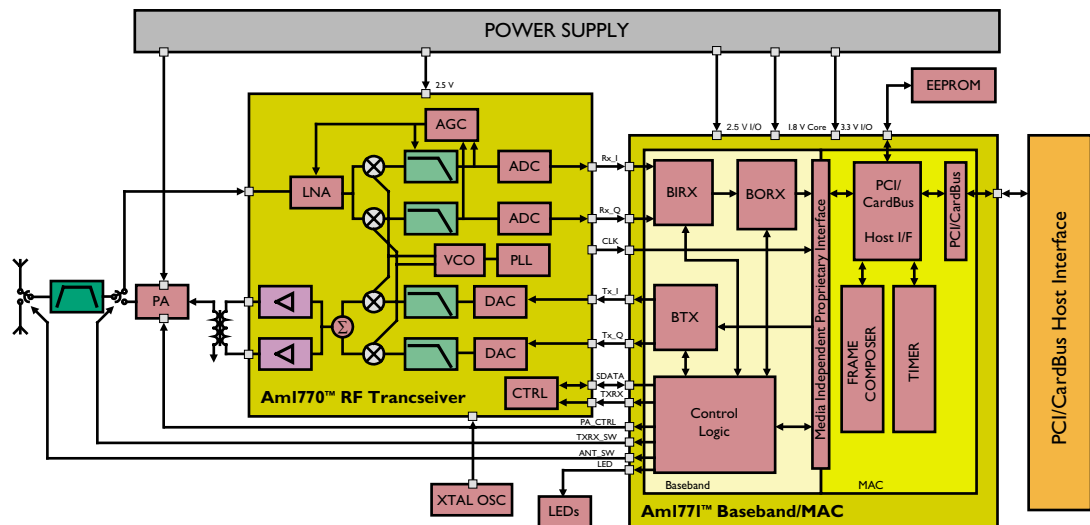 POWER SUPPLY
2.5 V
EEPROM
2.5 V I/O
1.8 V Core
3.3 V I/O
AGC
LNA
ADC
ADC
Rx_I
Rx_Q
CLK
VCO
PLL
BIRX
BORX
Media Independent Proprietary Interface
PCI/
CardBus
Host I/F
PCI/CardBus
PCI/CardBus Host Interface
PA
Σ
DAC
DAC
Tx_I
Tx_Q
BTX
FRAME
COMPOSER
TIMER
CTRL
SDATA
TXRX
Am1770™ RF Trancseiver
Control
Logic
PA_CTRL
TXRX_SW
ANT_SW
LED
XTAL OSC
LEDs
Baseband
MAC
Am1771™ Baseband/MAC